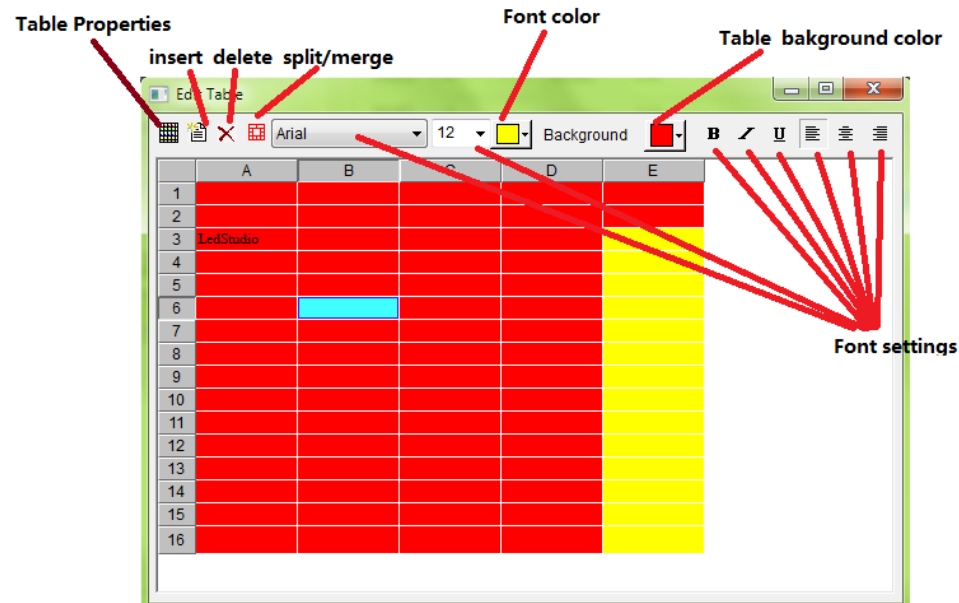 Font color
Table Properties
Table bakground color
insert delete split/merge
Edit Table
Arial 12 Background B I U
A B C D E
1
2
3 LedStudio
4
5
6
7
8
Font settings
9
10
11
12
13
14
15
16